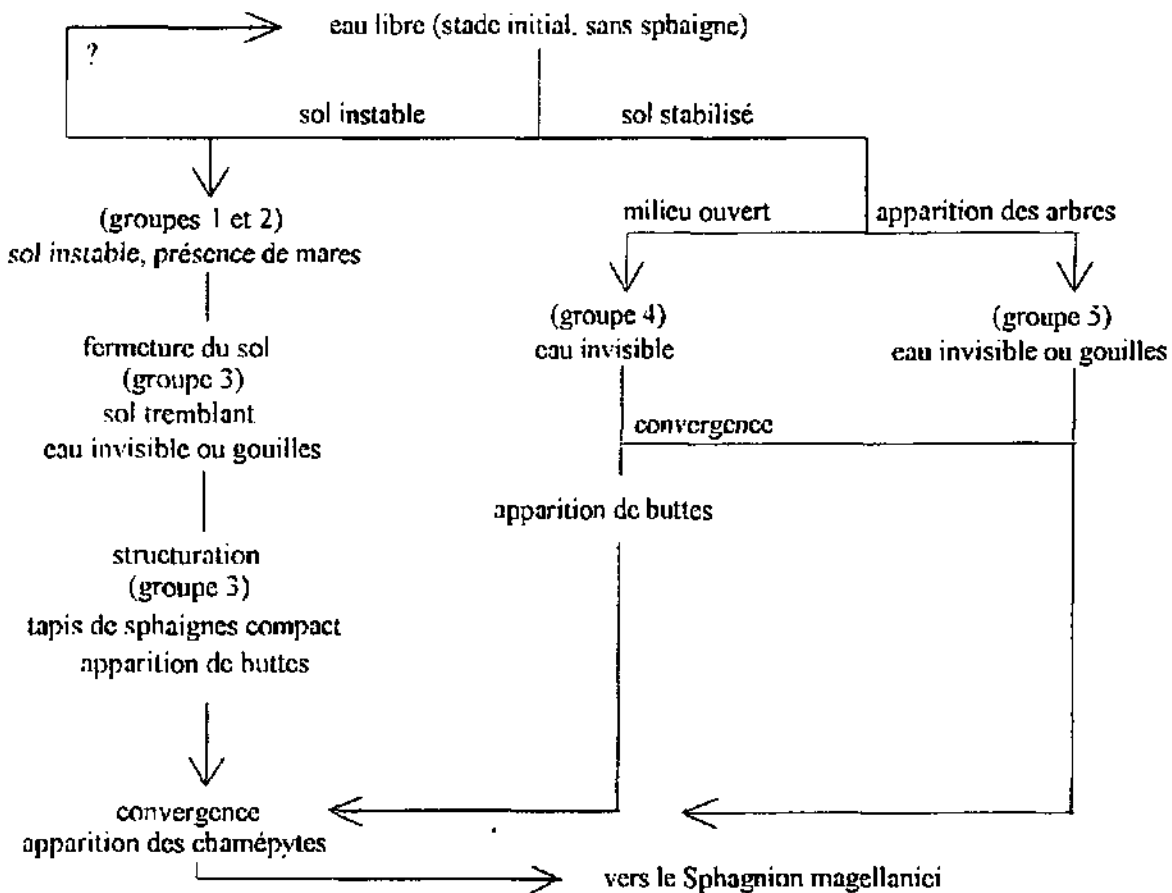 eau libre (stade initial, sans sphaigne)
?
sol instable
sol stabilisé
(groupes 1 et 2)
sol instable, présence de mares
milieu ouvert
apparition des arbres
(groupe 4)
eau invisible
(groupe 5)
eau invisible ou gouilles
fermeture du sol
(groupe 3)
sol tremblant
eau invisible ou gouilles
convergence
apparition de buttes
structuration
(groupe 3)
tapis de sphaignes compact
apparition de buttes
convergence
apparition des chamépytes
vers le Sphagnion magellanici